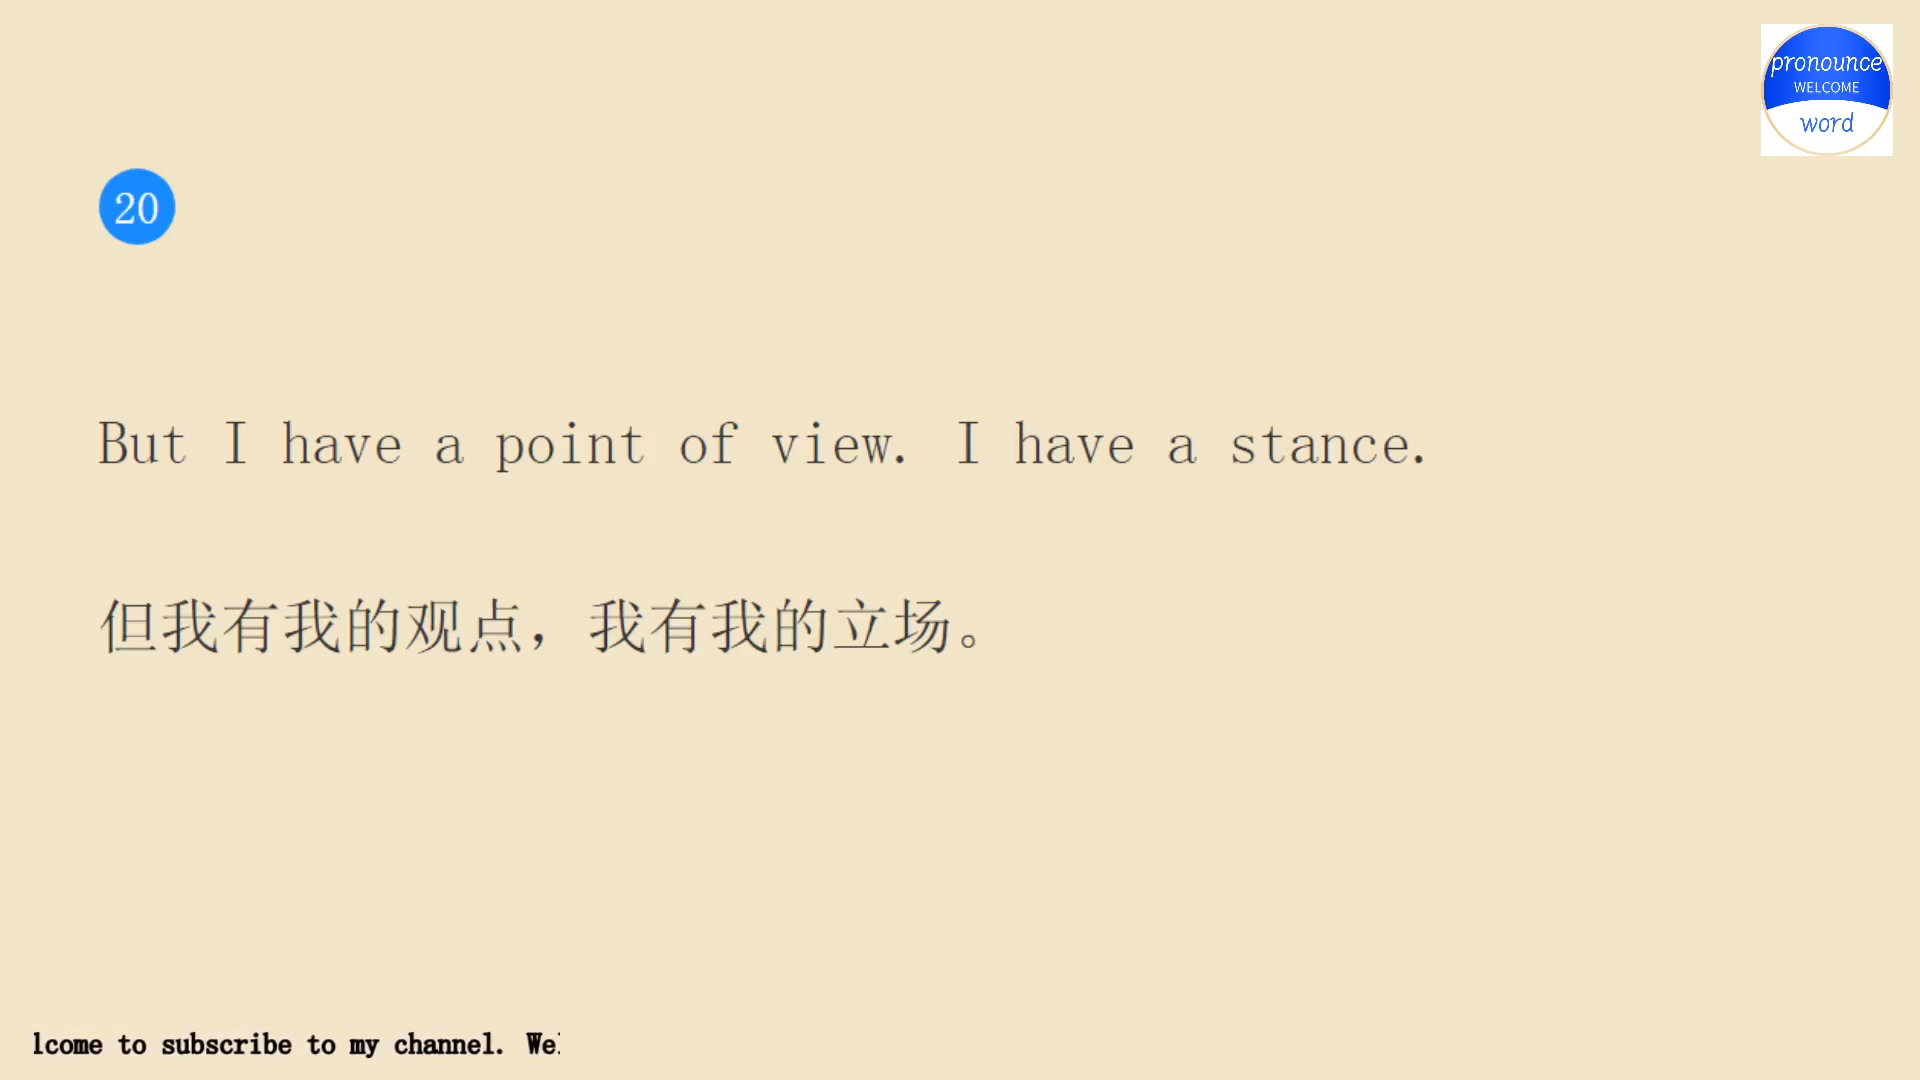 pronounce
WELCOME
word
20
But I have a point of view. I have a stance.
但我有我的观点，我有我的立场。
lcome to subscribe to my channel. Wel